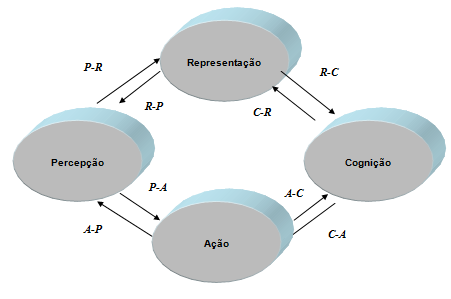 Representação
P-R
R-C
R-P
C-R
Percepção
Cognição
P-A
A-C
A-P
C-A
Ação